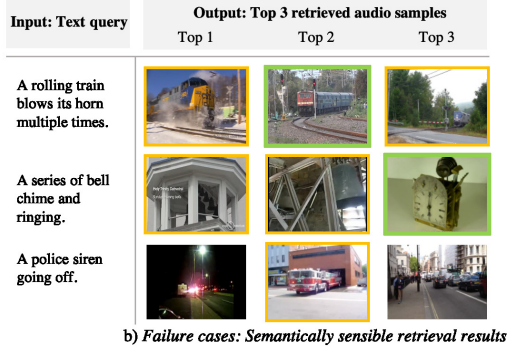 Input: Text query
Output: Top 3 retrieved audio samples
Top 1
Top 2
Top 3
A rolling train
blows its horn
multiple times.
A series of bell
chime and
ringing.
A police siren
going off.
b) Failure cases: Semantically sensible retrieval results